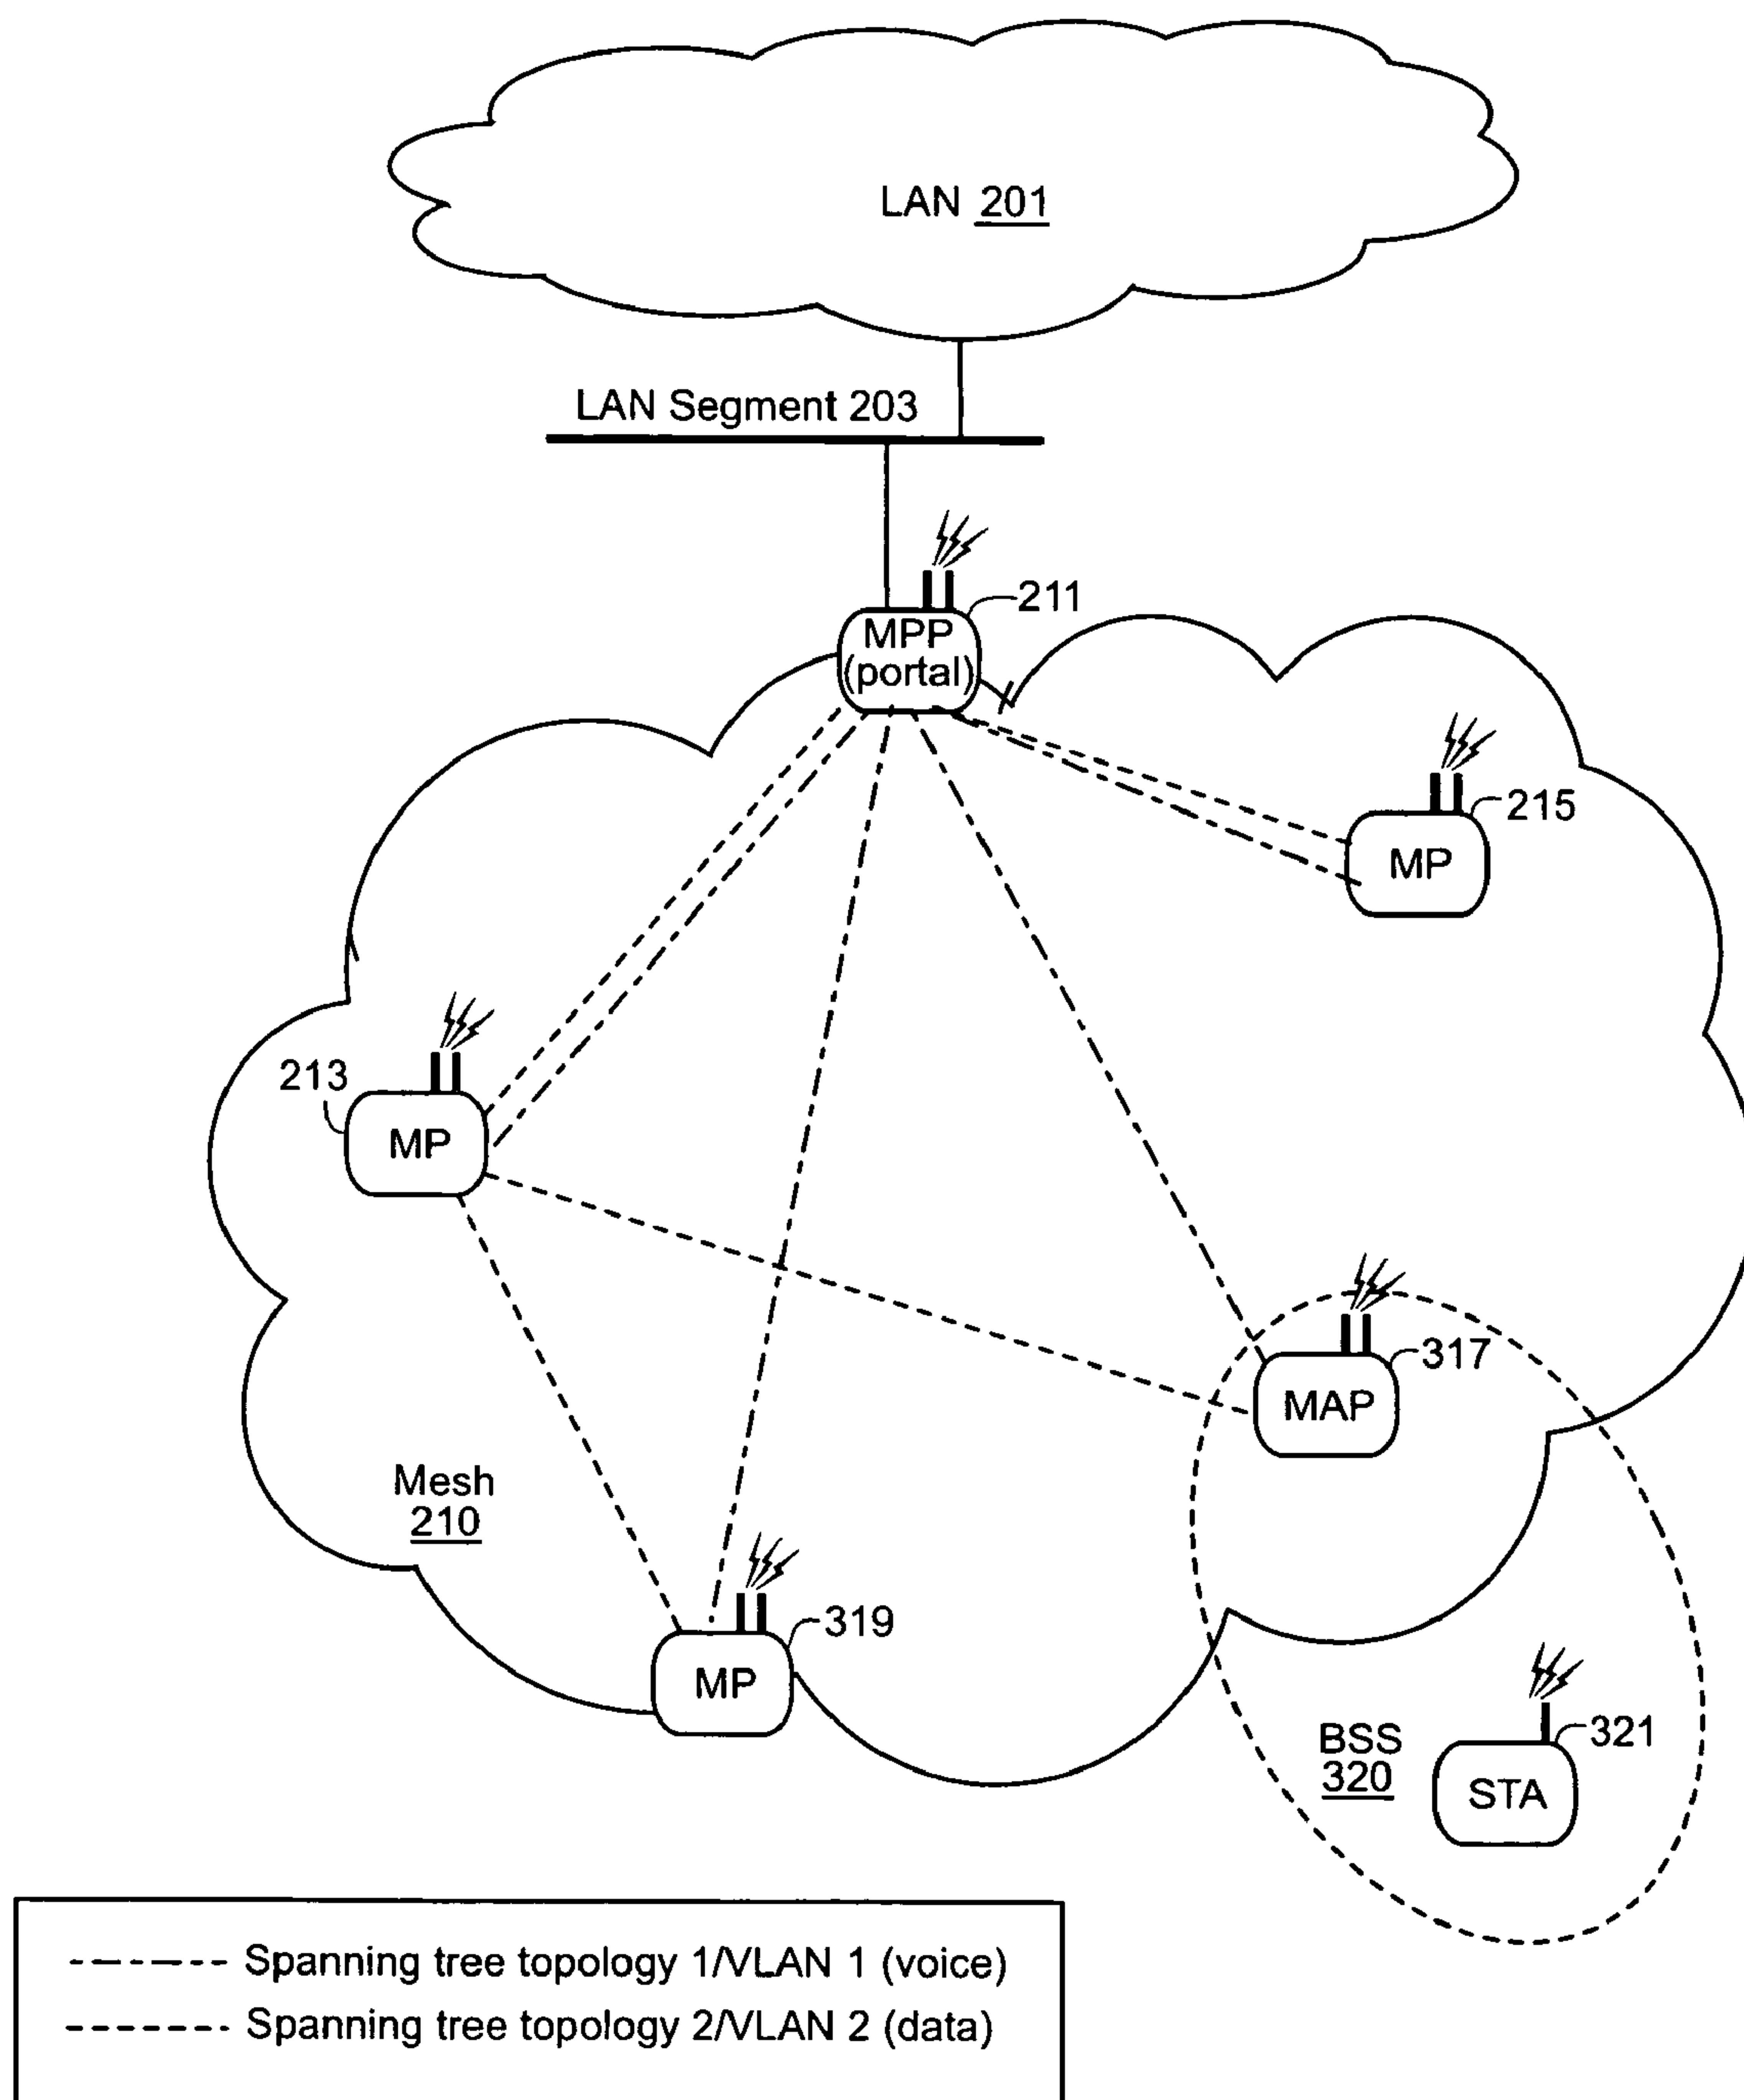 LAN 201
LAN Segment 203
211
MPP
(portal)
215
MP
213
MP
317
MAP
Mesh
210
319
MP
321
BSS
320
STA
Spanning tree topology 1/VLAN 1 (voice)
Spanning tree topology 2/VLAN 2 (data)